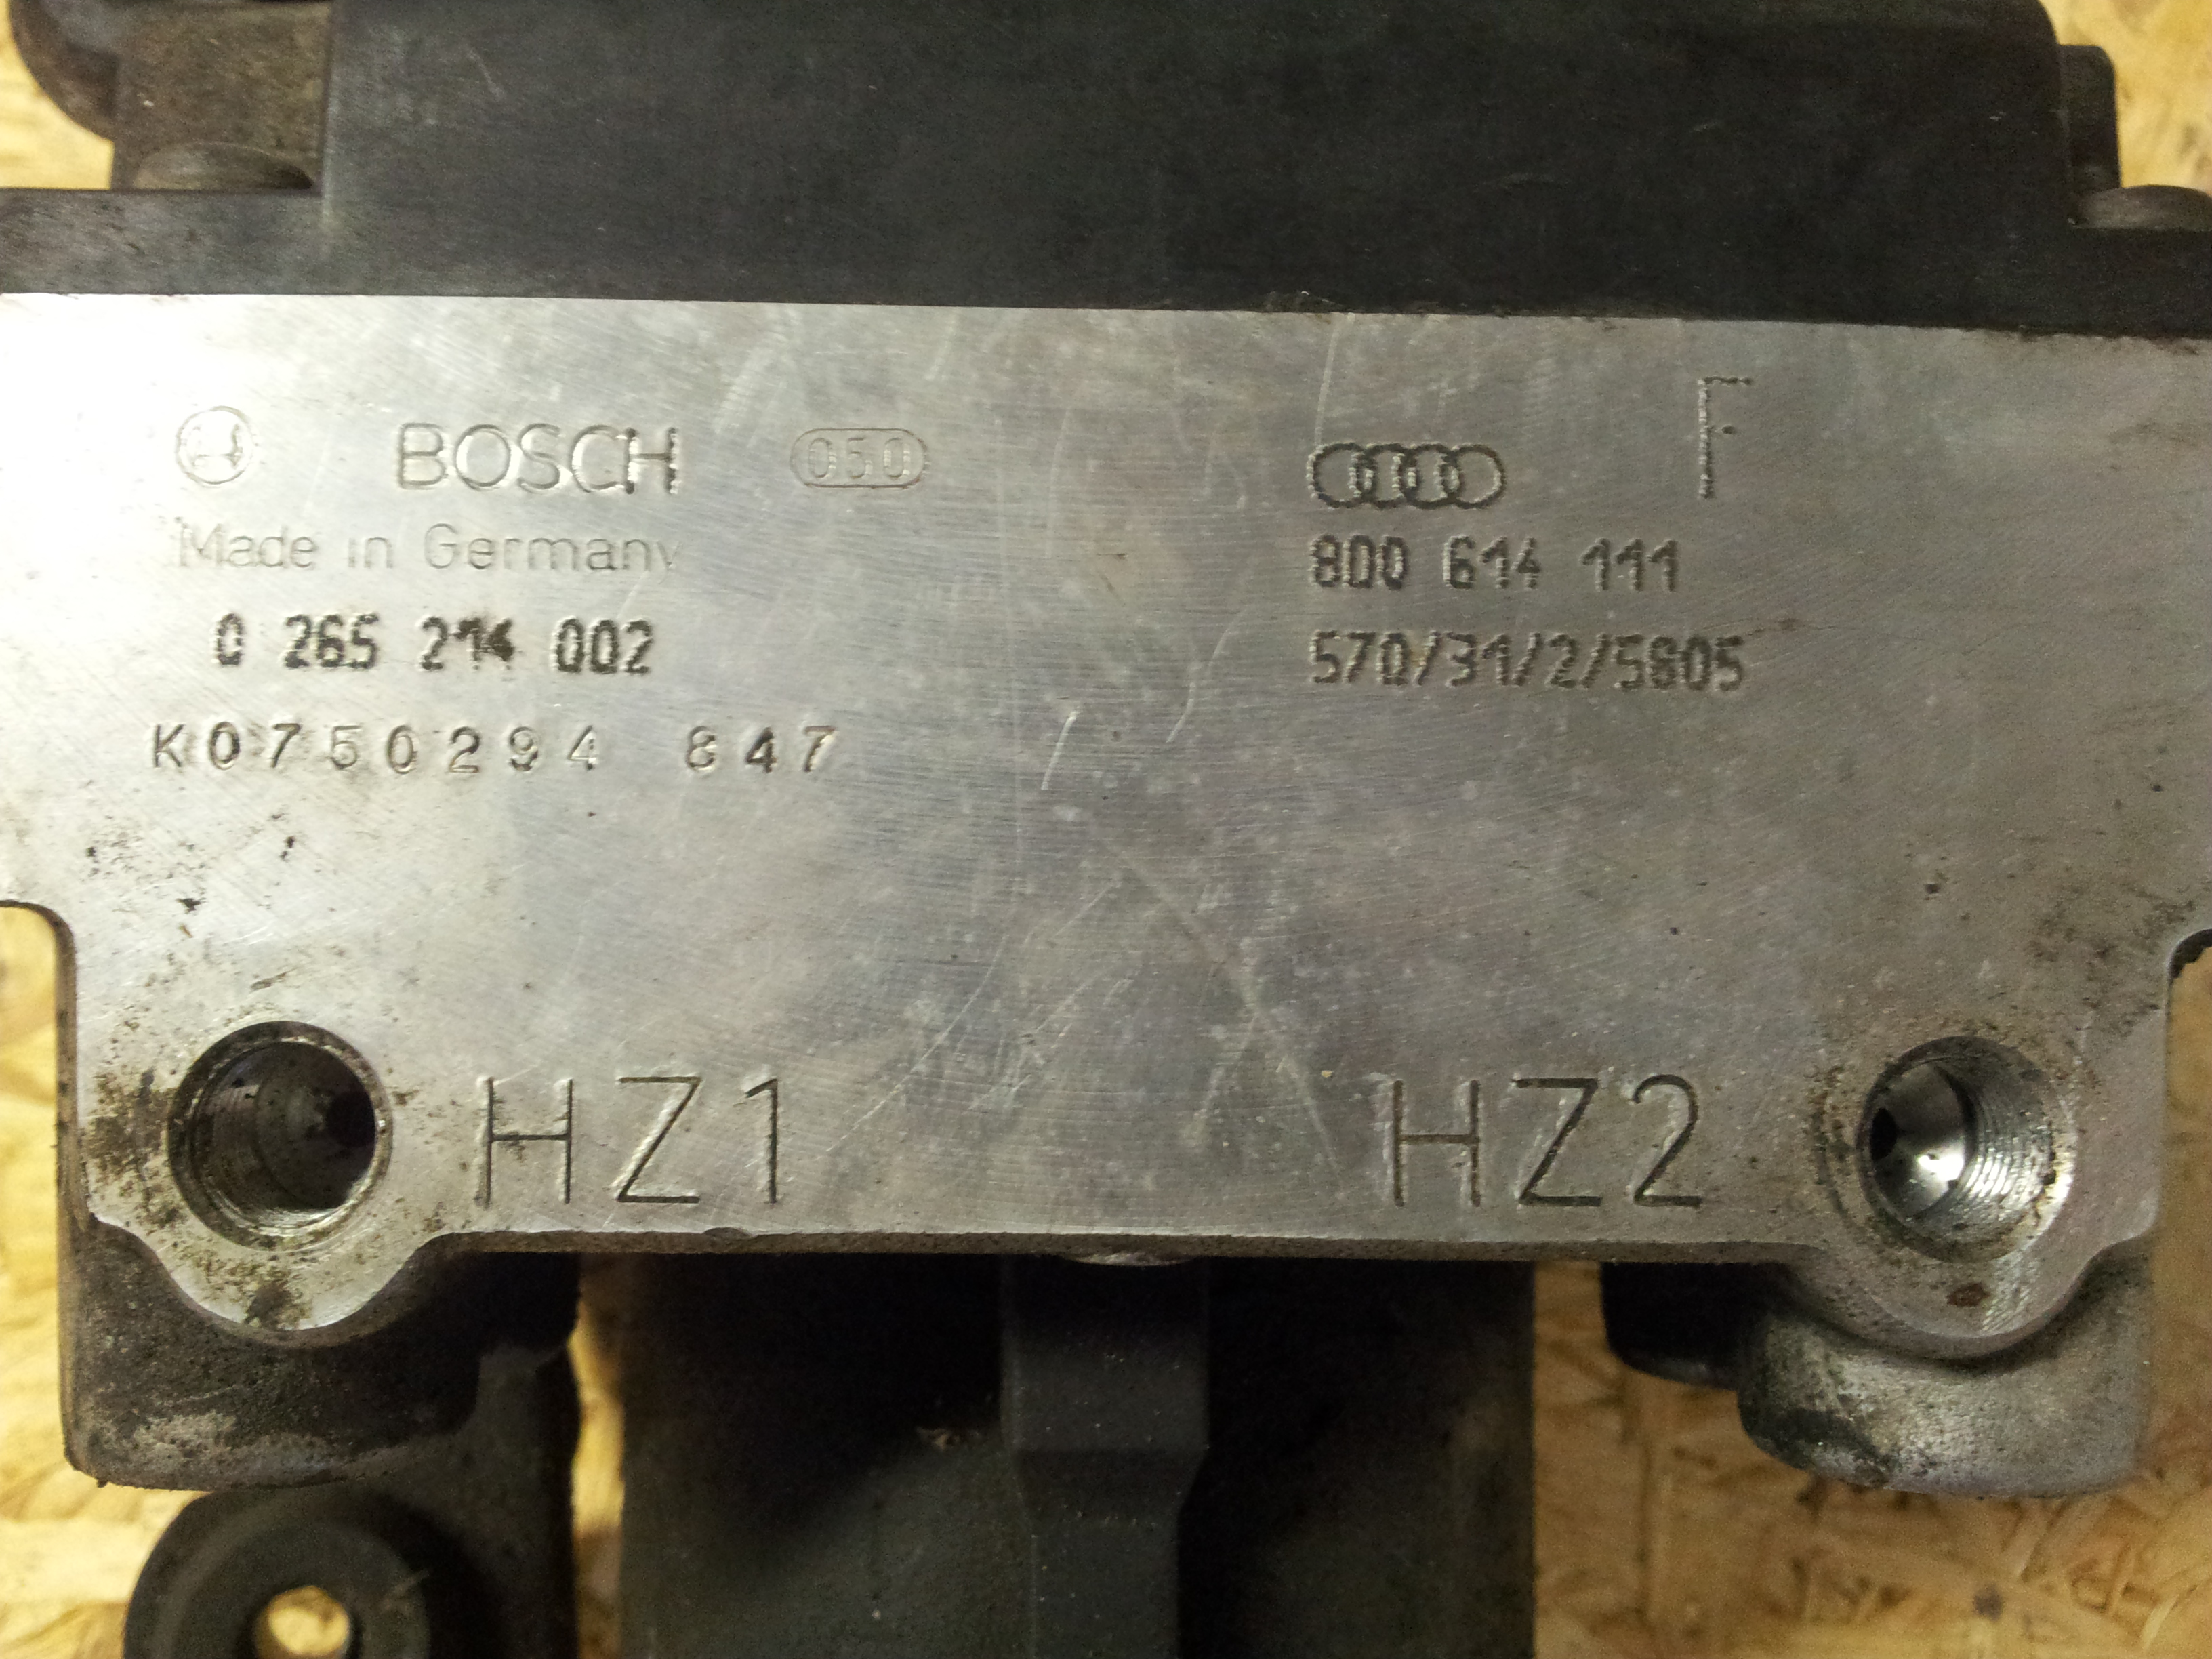 BOSCH 050
Made in Germany
0 265 214 002
K0750294 847
F
8D0 614 111
570/31/2/5805
HZ1
HZ2